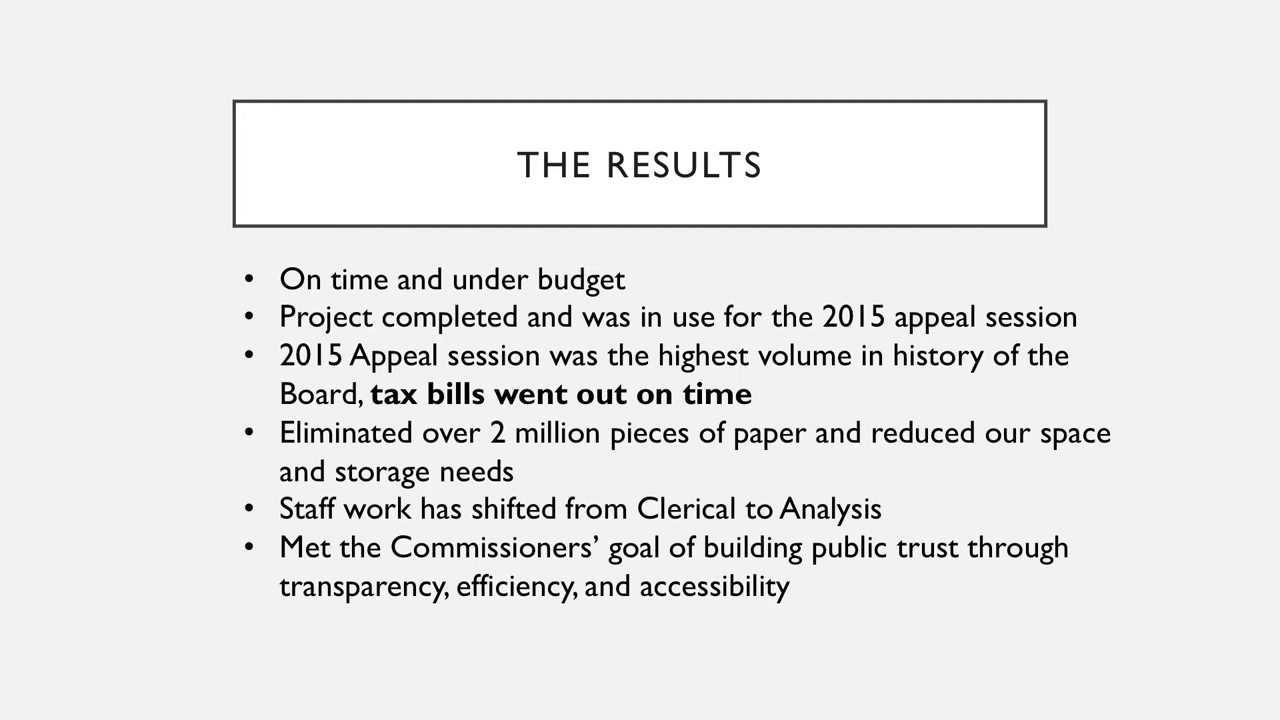 THE RESULTS
• On time and under budget
• Project completed and was in use for the 2015 appeal session
• 2015 Appeal session was the highest volume in history of the
Board, tax bills went out on time
• Eliminated over 2 million pieces of paper and reduced our space
and storage needs
• Staff work has shifted from Clerical to Analysis
• Met the Commissioners’ goal of building public trust through
transparency, efficiency, and accessibility